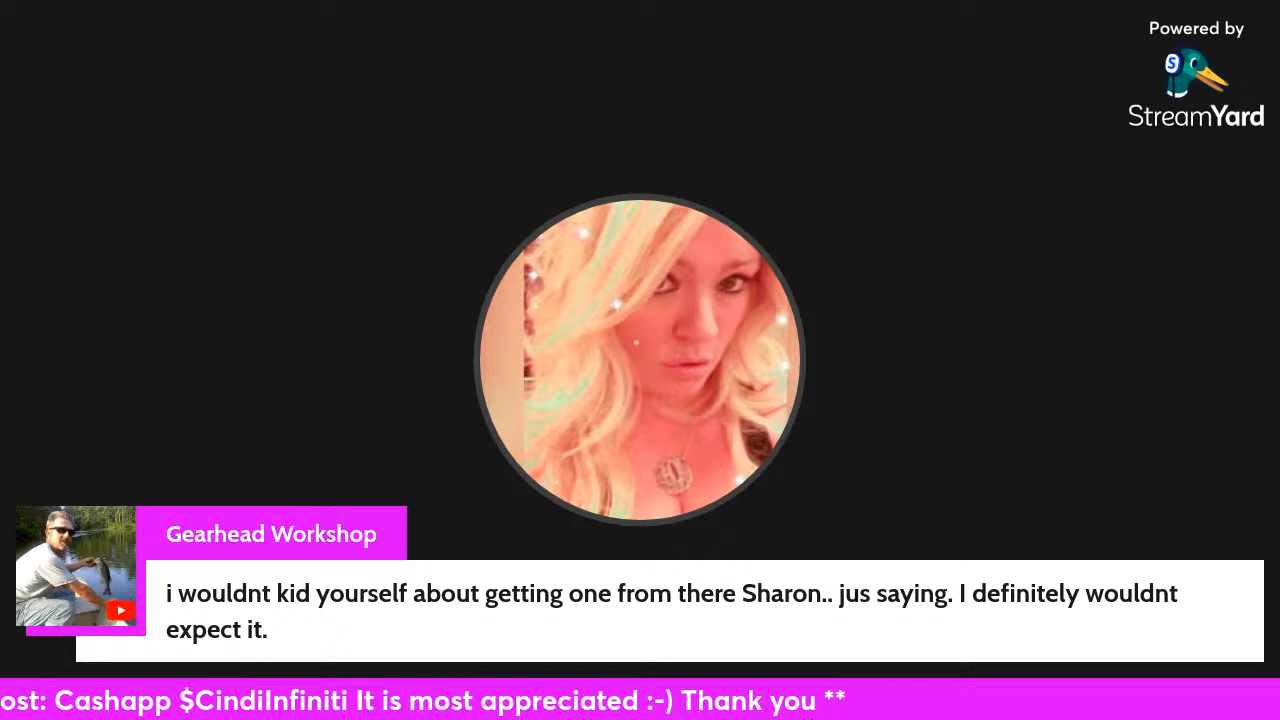 Powered by
S
StreamYard
Gearhead Workshop
i wouldnt kid yourself about getting one from there Sharon.. jus saying. I definitely wouldnt
expect it.
ost: Cashapp $CindiInfiniti It is most appreciated :-) Thank you **